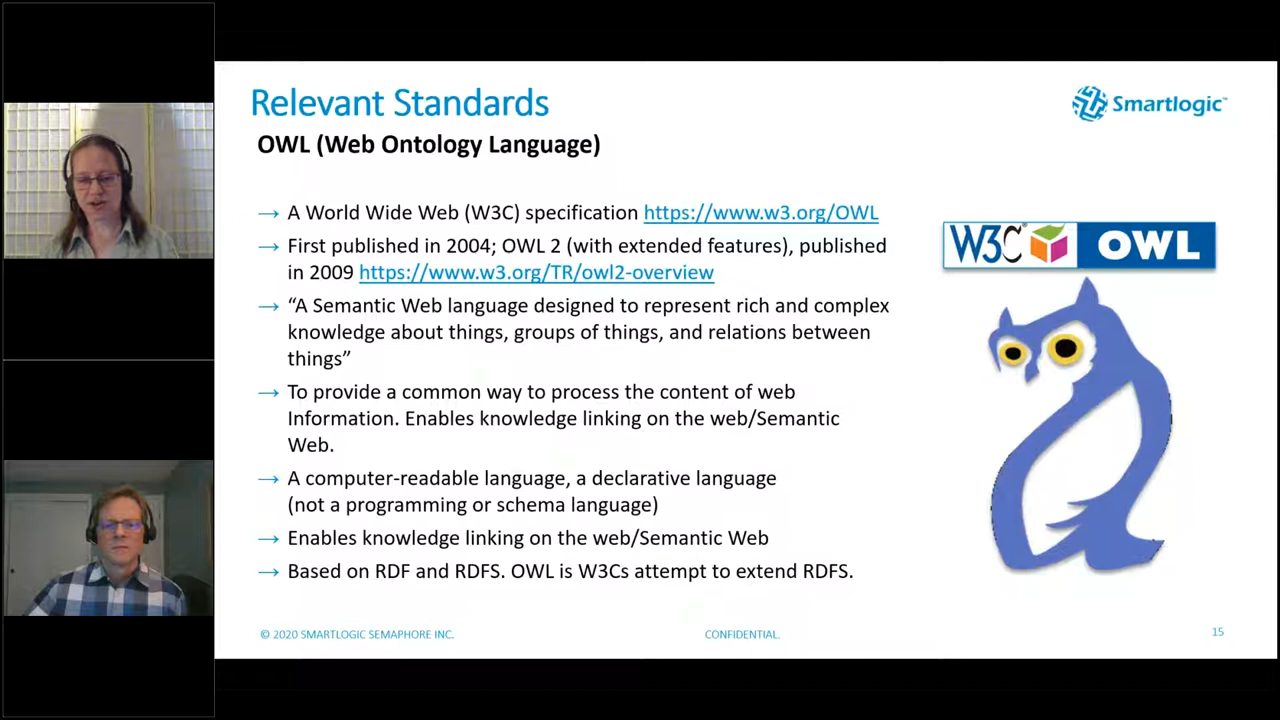 Relevant Standards
Smartlogic™
OWL (Web Ontology Language)
→ A World Wide Web (W3C) specification https://www.w3.org/OWL
→ First published in 2004; OWL 2 (with extended features), published
in 2009 https://www.w3.org/TR/owl2-overview
→ “A Semantic Web language designed to represent rich and complex
knowledge about things, groups of things, and relations between
things”
→ To provide a common way to process the content of web
Information. Enables knowledge linking on the web/Semantic
Web.
→ A computer-readable language, a declarative language
(not a programming or schema language)
→ Enables knowledge linking on the web/Semantic Web
→ Based on RDF and RDFS. OWL is W3Cs attempt to extend RDFS.
W3C® OWL
© 2020 SMARTLOGIC SEMAPHORE INC.
CONFIDENTIAL.
15